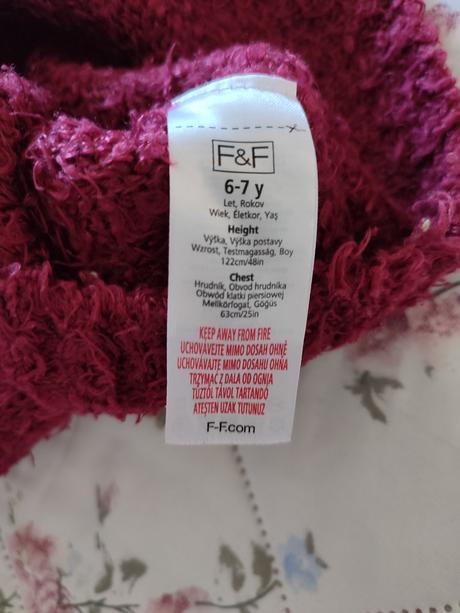 F&F
6-7 y
Let, Rokov
Wiek, Életkor, Yaş
Height
Výška, Výška postavy
Wzrost, Testmagasság, Boy
122cm/48in
Chest
Hrudník, Obvod hrudníka
Obwód klatki piersiowej
Mellkörfogat, Göğüs
63cm/25in
KEEP AWAY FROM FIRE
UCHOVÁVEJTE MIMO DOSAH OHNĚ
UCHOVÁVAJTE MIMO DOSAHU OHŇA
TRZYMAĆ Z DALA OD OGNIA
TŰZTŐL TÁVOL TARTANDÓ
ATEŞTEN UZAK TUTUNUZ
F-F.com